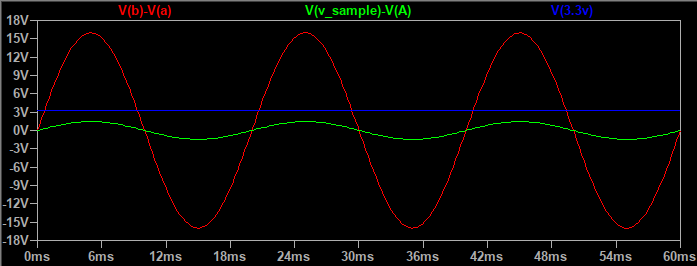 V(b)-V(a) V(v_sample)-V(A) V(3.3v)
18V
15V
12V
9V
6V
3V
0V
-3V
-6V
-9V
-12V
-15V
-18V
0ms 6ms 12ms 18ms 24ms 30ms 36ms 42ms 48ms 54ms 60ms